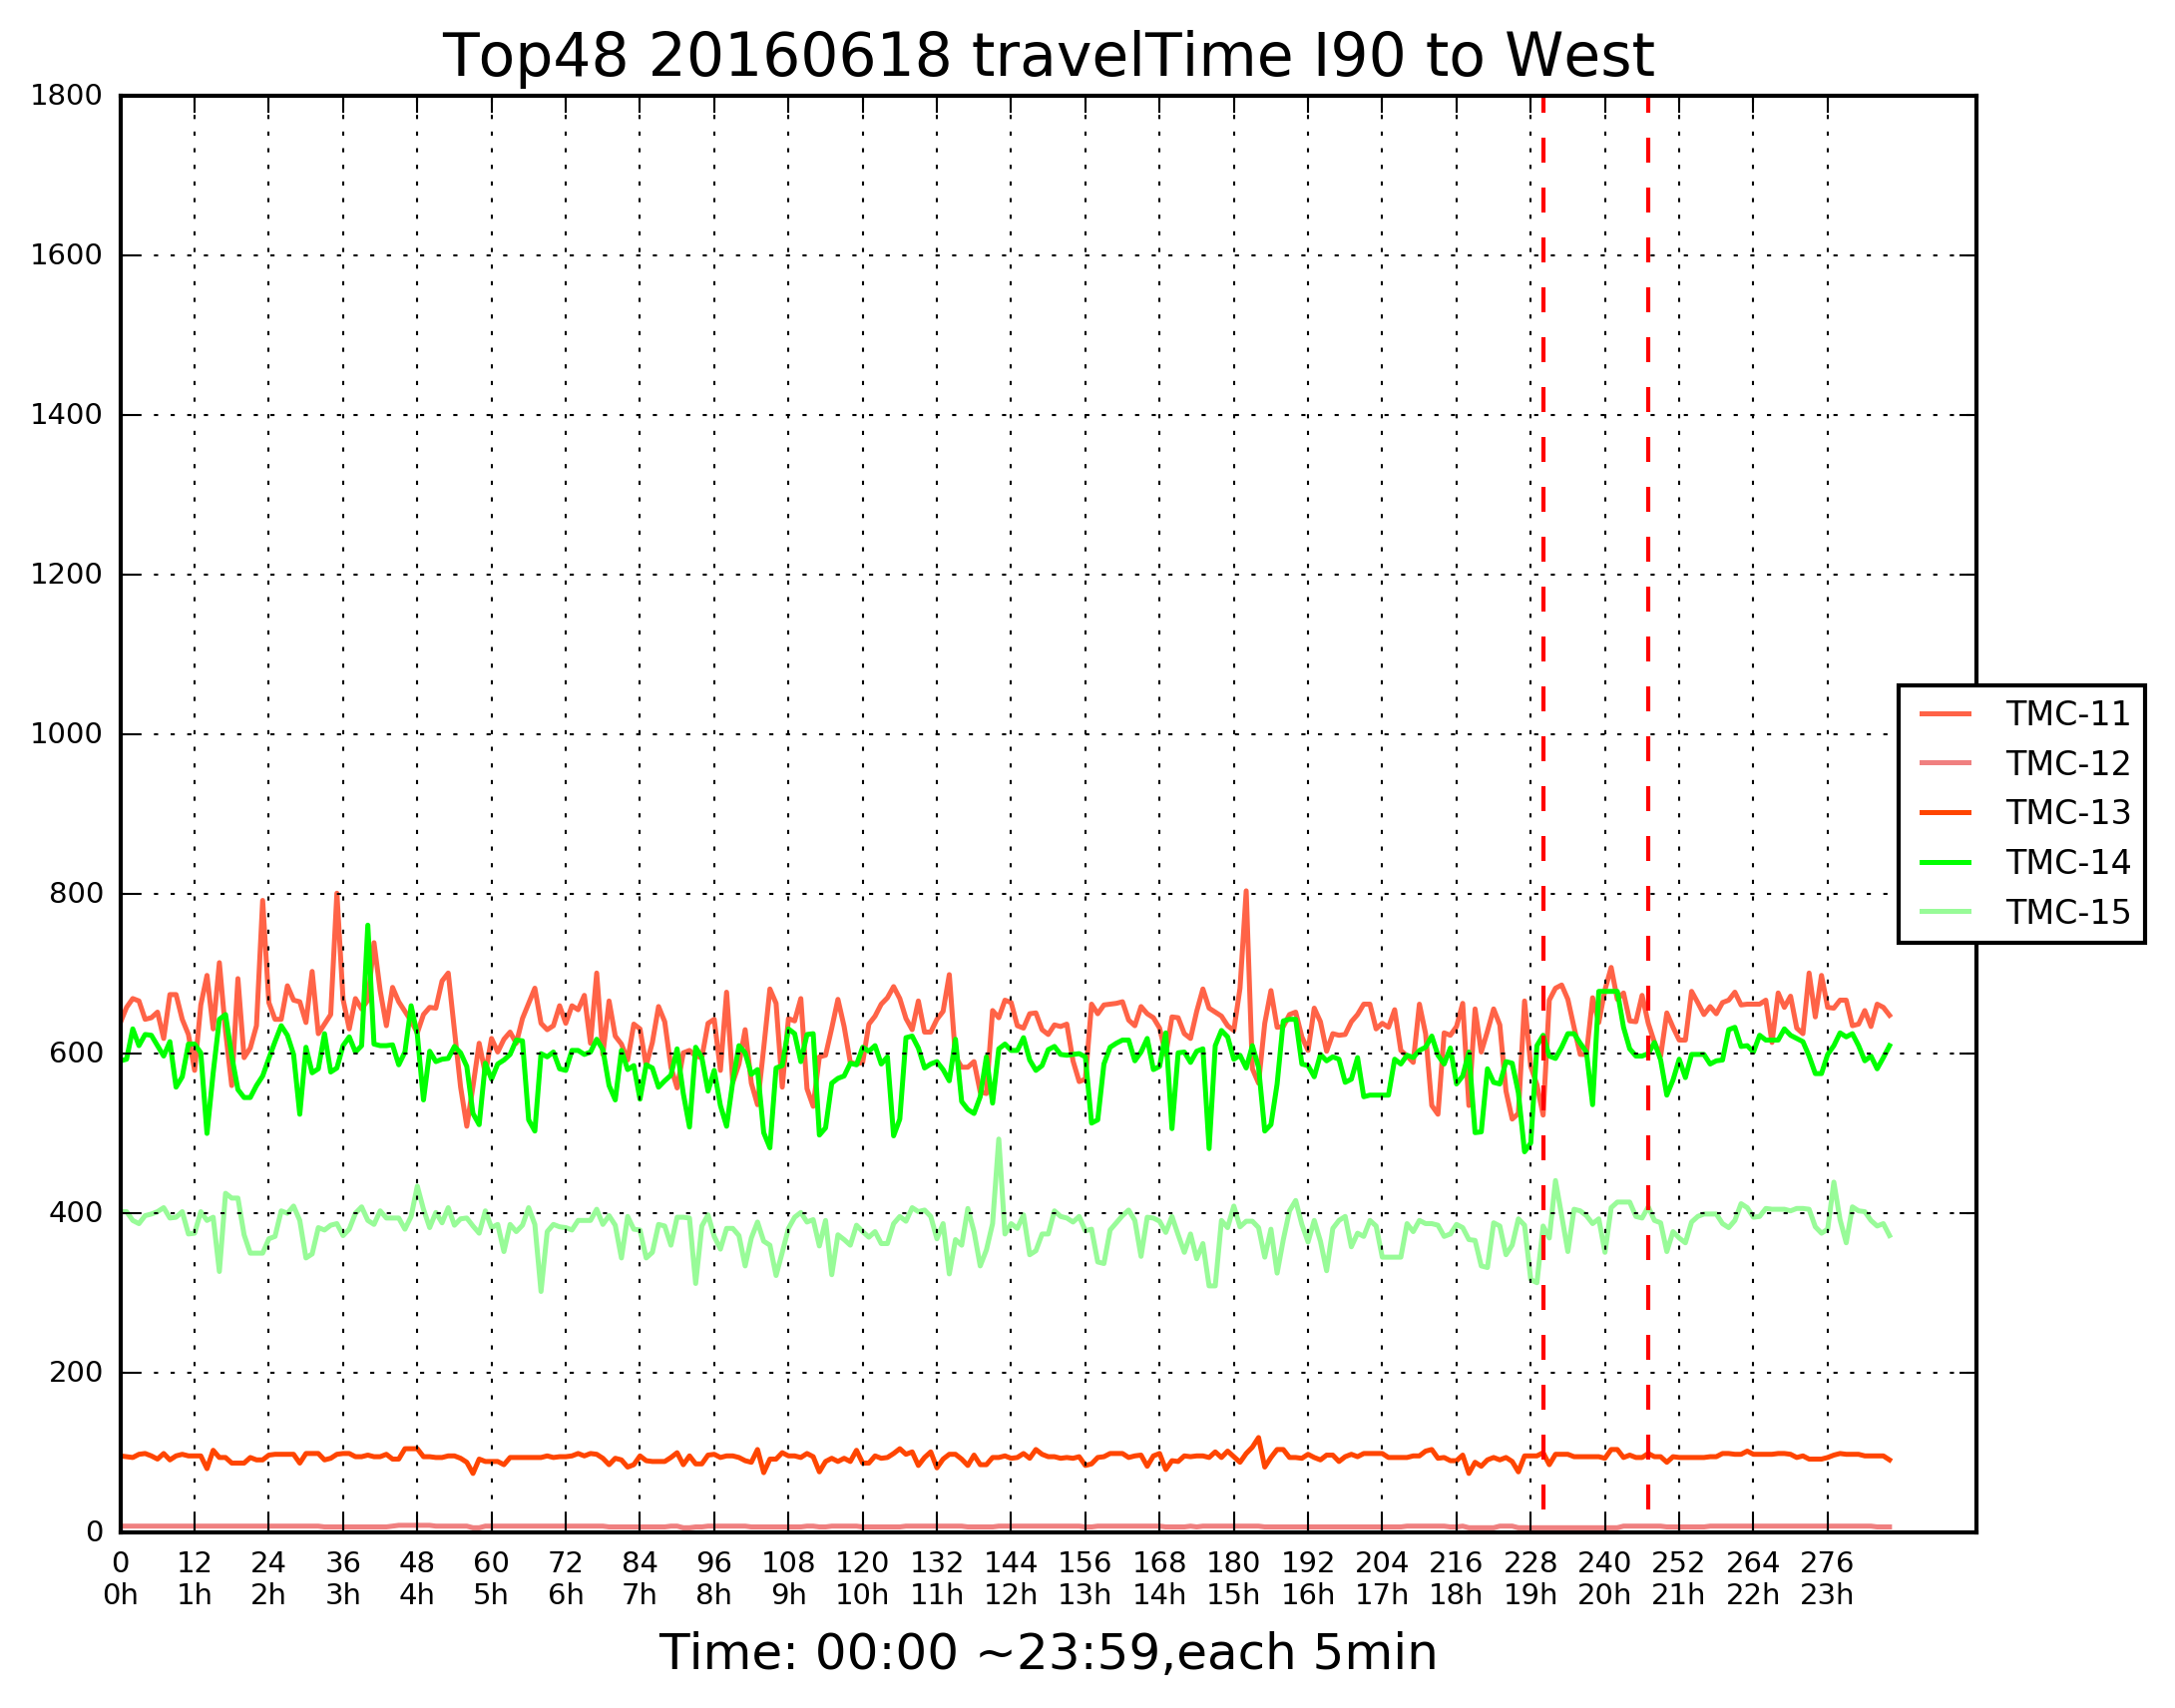 Top48 20160618 travelTime I90 to West
1800
1600
1400
1200
1000
800
600
400
200
0
TMC-11
TMC-12
TMC-13
TMC-14
TMC-15
0 12 24 36 48 60 72 84 96 108 120 132 144 156 168 180 192 204 216 228 240 252 264 276
0h 1h 2h 3h 4h 5h 6h 7h 8h 9h 10h 11h 12h 13h 14h 15h 16h 17h 18h 19h 20h 21h 22h 23h
Time: 00:00 ~23:59,each 5min